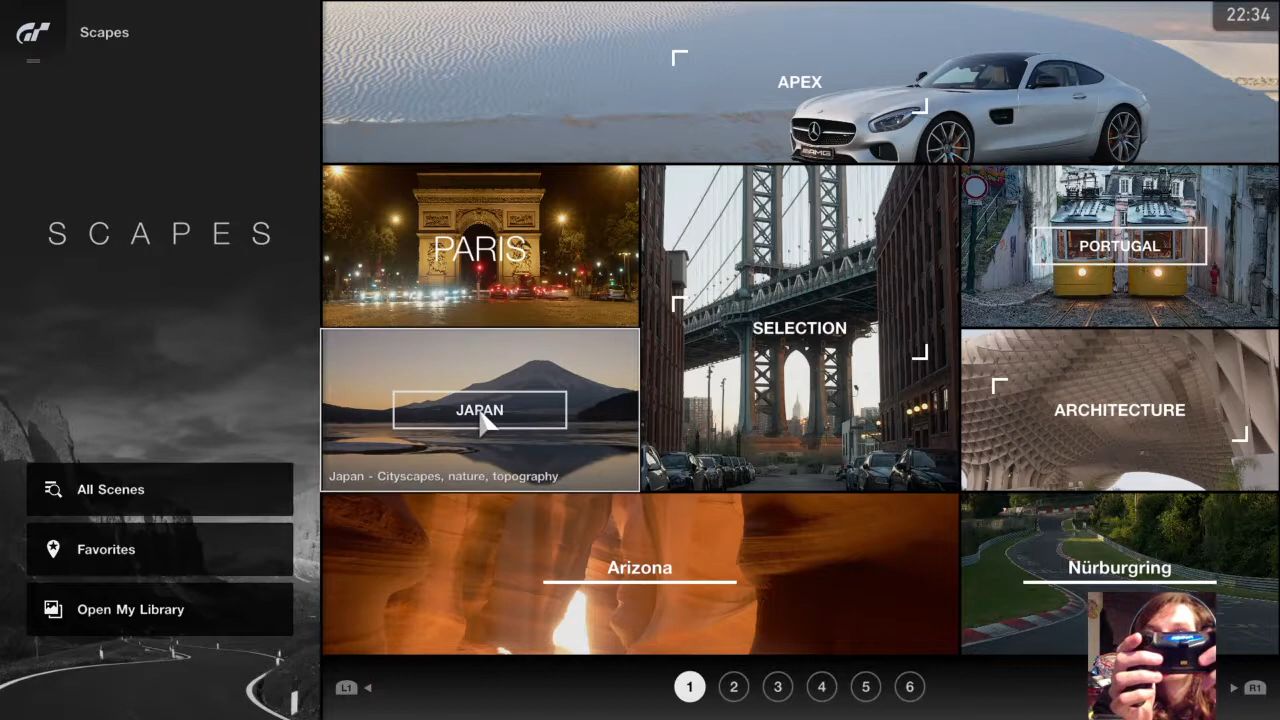 Scapes
22:34
APEX
SCAPES
PARIS
SELECTION
PORTUGAL
JAPAN
Japan - Cityscapes, nature, topography
ARCHITECTURE
All Scenes
Favorites
Open My Library
Arizona
Nürburgring
L1
1 2 3 4 5 6
R1